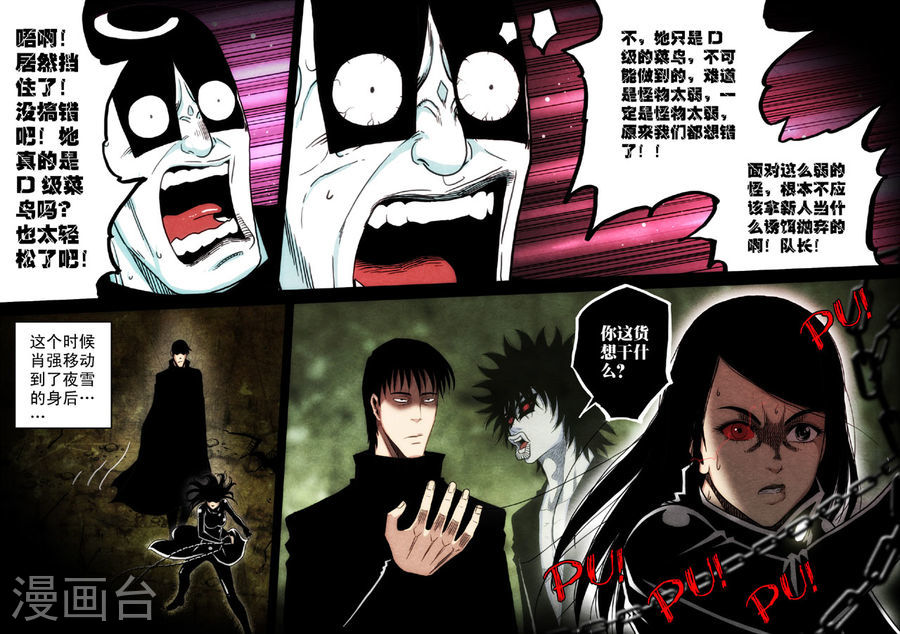 唔啊！
居然挡
住了！
没搞错
吧！她
真的是
D 级菜
鸟吗？
也太轻
松了吧！
不，她只是 D
级的菜鸟，不可
能做到的，难道
是怪物太弱，一
定是怪物太弱，
原来我们都想错
了！！
面对这么弱的
怪，根本不应
该拿新人当什
么诱饵抛弃的
啊！队长！
这个时候
肖强移动
到了夜雪
的身后……
……
你这货
想干什
么？
PU!
PU!
PU!
PU!
PU!
漫画台